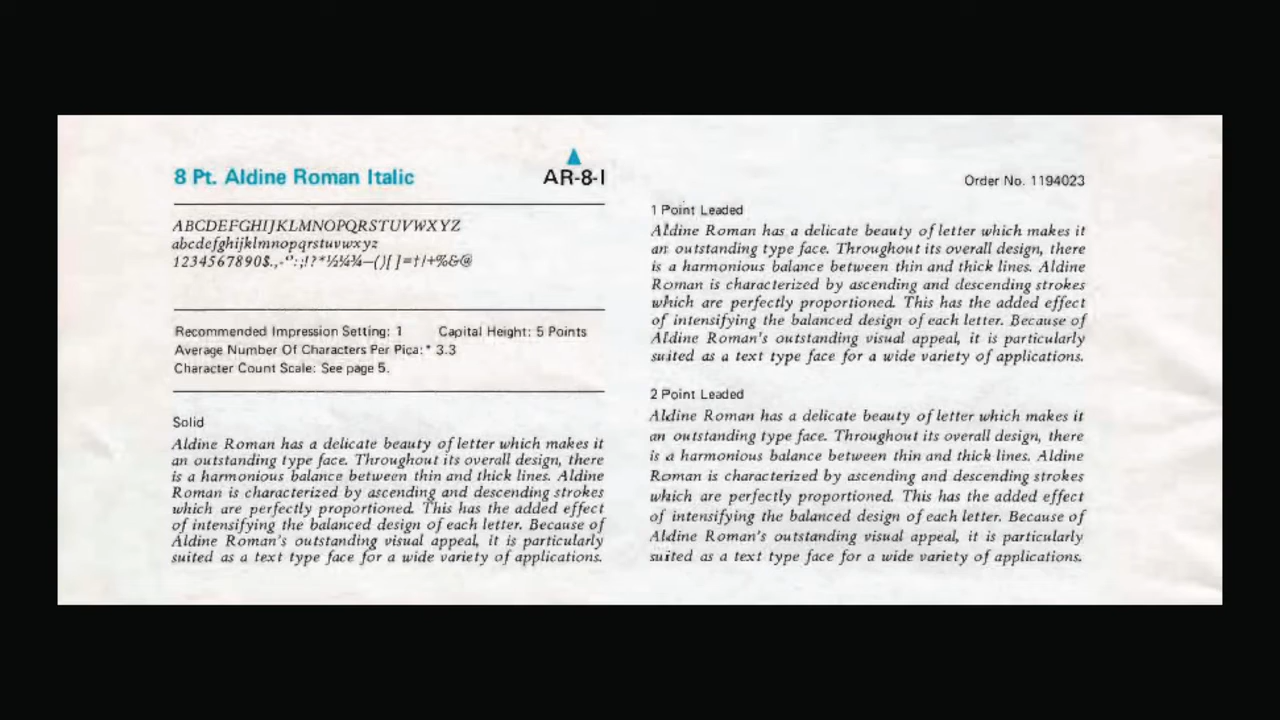 8 Pt. Aldine Roman Italic
AR-8-I
ABCDEFGHIJKLMNOPQRSTUVWXYZ
abcdefghijklmnopqrstuvwxyz
1234567890$.,-‘’:;!?*½¼¾—()[]=†/+%&@
Recommended Impression Setting: 1 Capital Height: 5 Points
Average Number Of Characters Per Pica:* 3.3
Character Count Scale: See page 5.
Solid
Aldine Roman has a delicate beauty of letter which makes it
an outstanding type face. Throughout its overall design, there
is a harmonious balance between thin and thick lines. Aldine
Roman is characterized by ascending and descending strokes
which are perfectly proportioned. This has the added effect
of intensifying the balanced design of each letter. Because of
Aldine Roman's outstanding visual appeal, it is particularly
suited as a text type face for a wide variety of applications.
Order No. 1194023
1 Point Leaded
Aldine Roman has a delicate beauty of letter which makes it
an outstanding type face. Throughout its overall design, there
is a harmonious balance between thin and thick lines. Aldine
Roman is characterized by ascending and descending strokes
which are perfectly proportioned. This has the added effect
of intensifying the balanced design of each letter. Because of
Aldine Roman's outstanding visual appeal, it is particularly
suited as a text type face for a wide variety of applications.
2 Point Leaded
Aldine Roman has a delicate beauty of letter which makes it
an outstanding type face. Throughout its overall design, there
is a harmonious balance between thin and thick lines. Aldine
Roman is characterized by ascending and descending strokes
which are perfectly proportioned. This has the added effect
of intensifying the balanced design of each letter. Because of
Aldine Roman's outstanding visual appeal, it is particularly
suited as a text type face for a wide variety of applications.